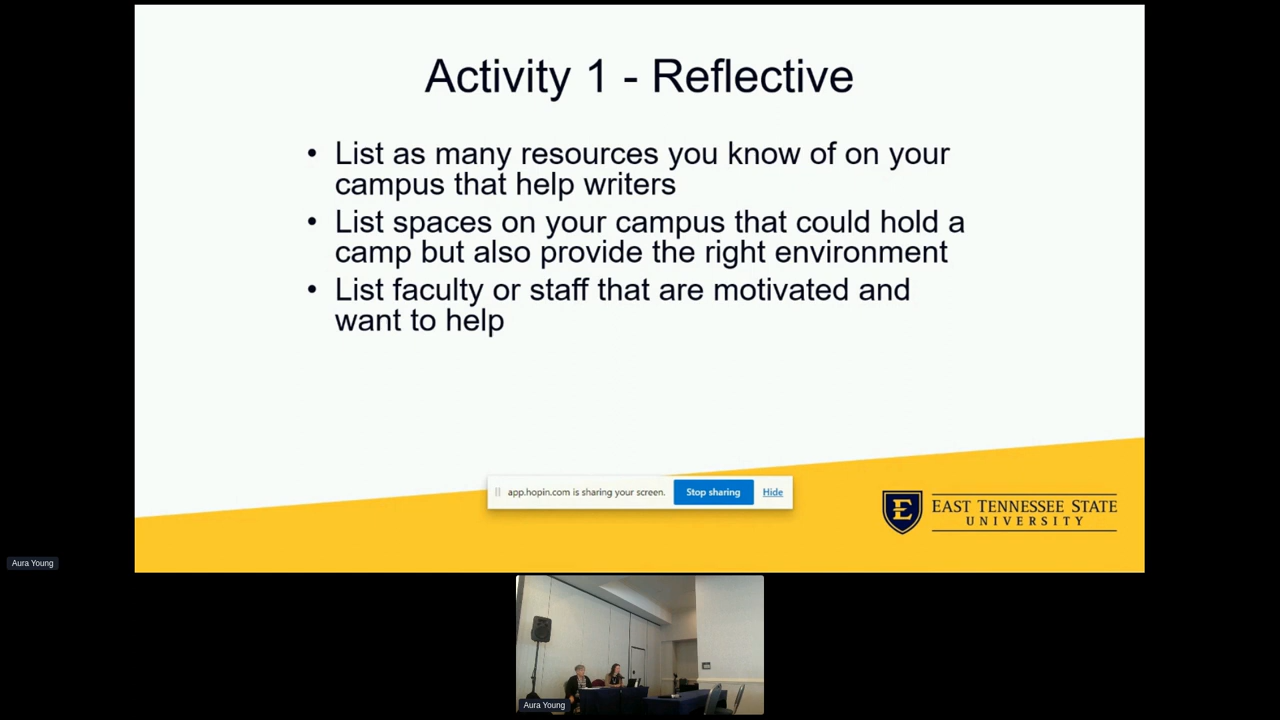 Activity 1 - Reflective
• List as many resources you know of on your
campus that help writers
• List spaces on your campus that could hold a
camp but also provide the right environment
• List faculty or staff that are motivated and
want to help
app.hopin.com is sharing your screen.
Stop sharing
Hide
E
EAST TENNESSEE STATE
UNIVERSITY
Aura Young
Aura Young